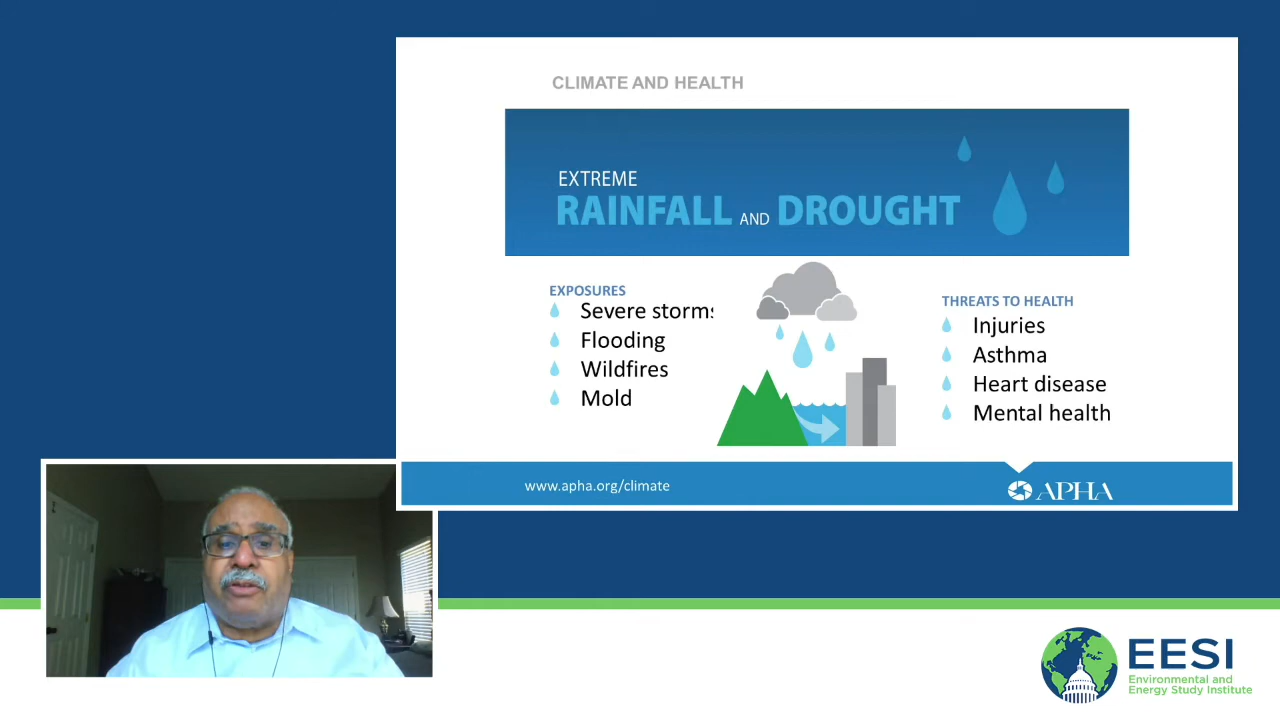 CLIMATE AND HEALTH
EXTREME
RAINFALL AND DROUGHT
EXPOSURES
Severe storms
Flooding
Wildfires
Mold
THREATS TO HEALTH
Injuries
Asthma
Heart disease
Mental health
www.apha.org/climate
APHA
EESI
Environmental and
Energy Study Institute